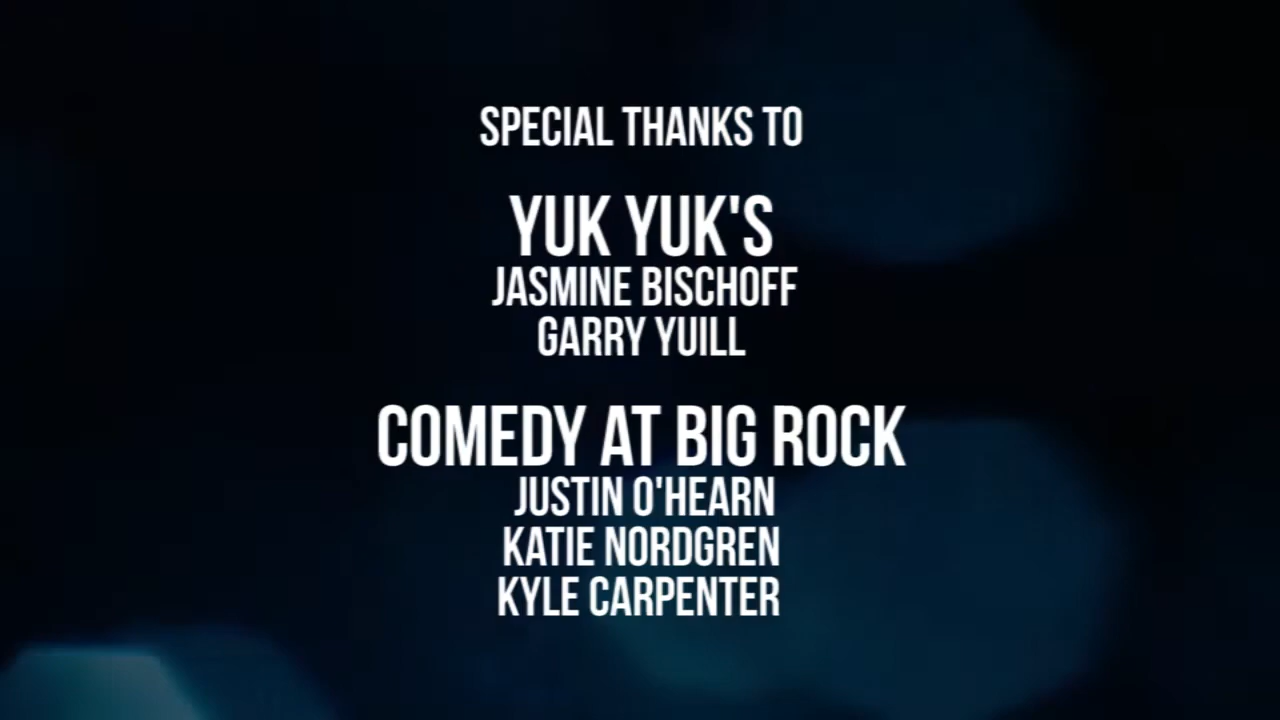 SPECIAL THANKS TO
YUK YUK'S
JASMINE BISCHOFF
GARRY YUILL
COMEDY AT BIG ROCK
JUSTIN O'HEARN
KATIE NORDGREN
KYLE CARPENTER